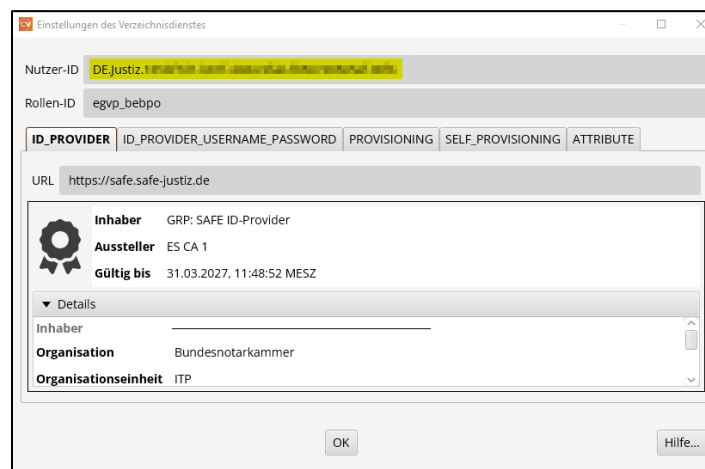 CV Einstellungen des Verzeichnisdienstes
Nutzer-ID DE.Justiz.
Rollen-ID egvp_bebpo
ID_PROVIDER ID_PROVIDER_USERNAME_PASSWORD PROVISIONING SELF_PROVISIONING ATTRIBUTE
URL https://safe.safe-justiz.de
Inhaber GRP: SAFE ID-Provider
Aussteller ES CA 1
Gültig bis 31.03.2027, 11:48:52 MESZ
▼ Details
Inhaber
Organisation Bundesnotarkammer
Organisationseinheit ITP
OK Hilfe...